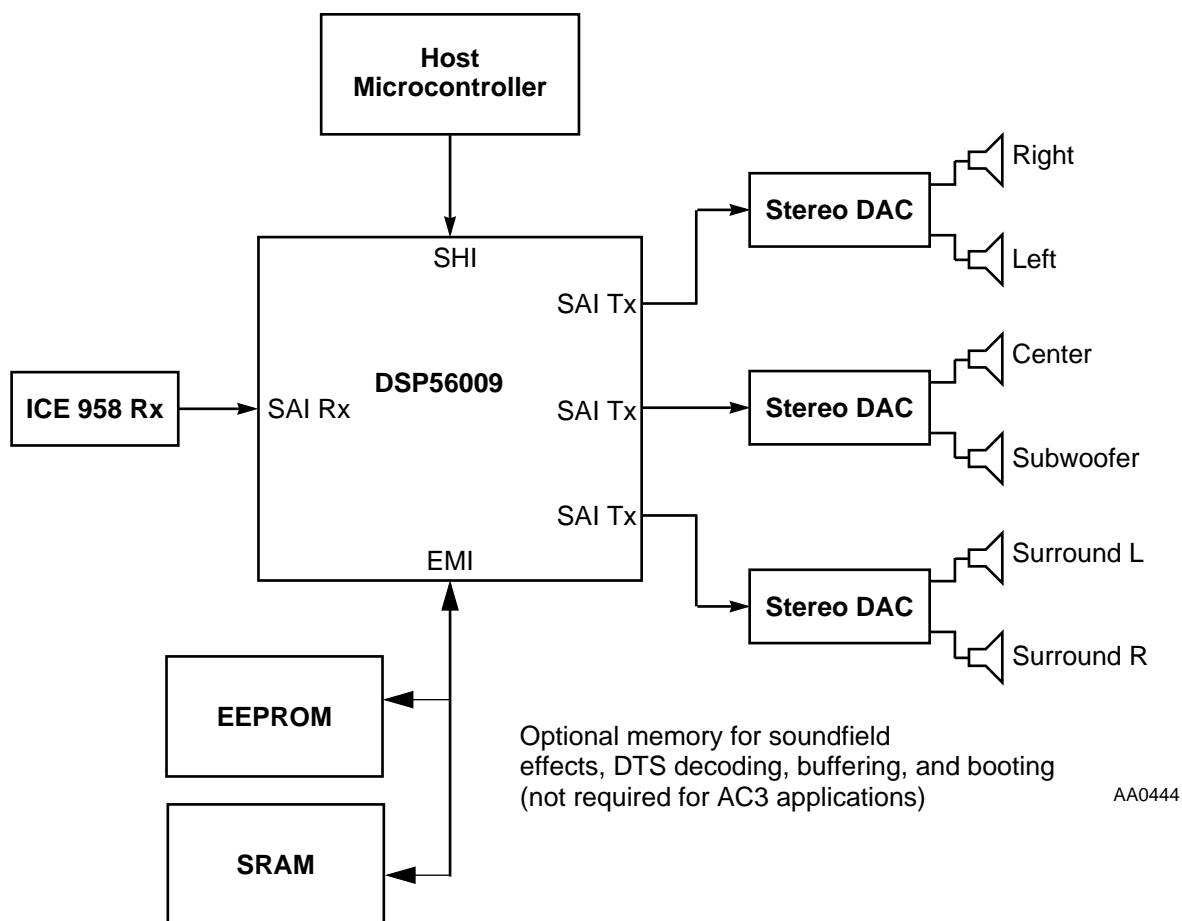 Host
Microcontroller
Right
Stereo DAC
Left
SHI
SAI Tx
Center
DSP56009
ICE 958 Rx
SAI Rx
SAI Tx
Stereo DAC
Subwoofer
SAI Tx
Surround L
EMI
Stereo DAC
Surround R
EEPROM
Optional memory for soundfield
effects, DTS decoding, buffering, and booting
(not required for AC3 applications)
AA0444
SRAM